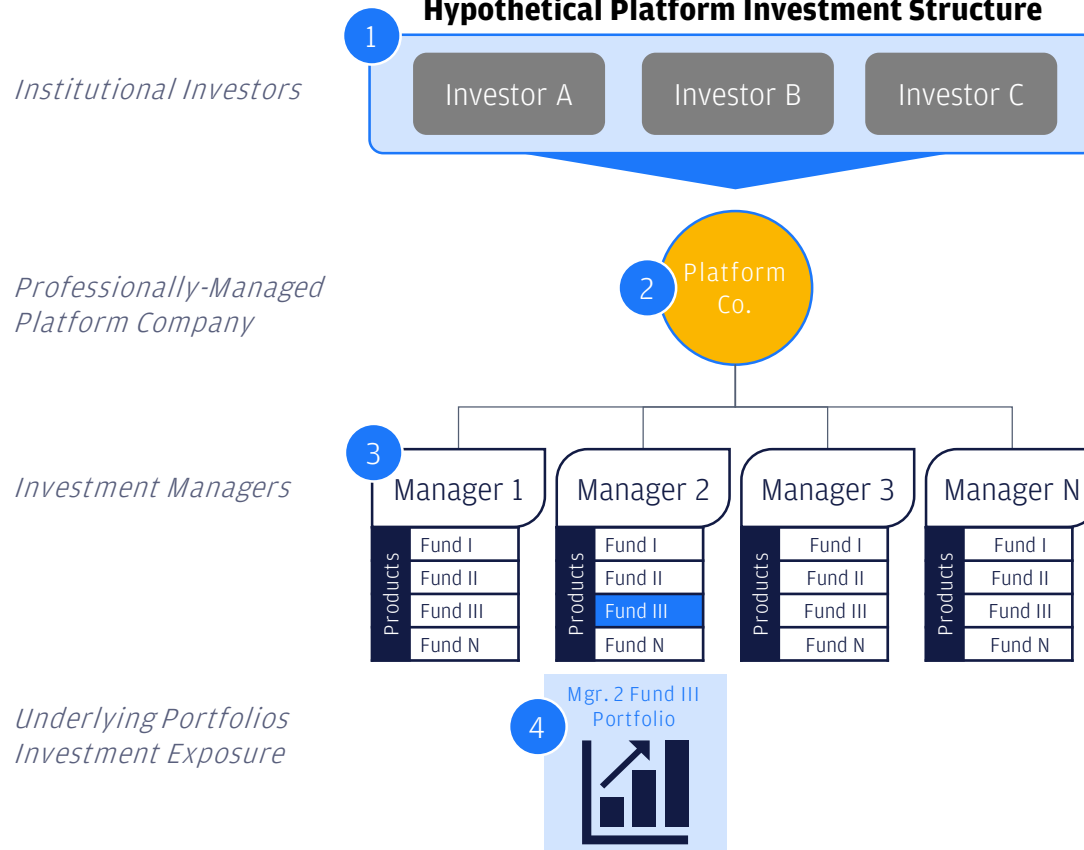 Hypothetical Platform Investment Structure
1
Institutional Investors
Investor A
Investor B
Investor C
Professionally-Managed
Platform Company
2
Platform
Co.
3
Investment Managers
Manager 1
Manager 2
Manager 3
Manager N
Products
Fund I
Fund II
Fund III
Fund N
Products
Fund I
Fund II
Fund III
Fund N
Products
Fund I
Fund II
Fund III
Fund N
Products
Fund I
Fund II
Fund III
Fund N
Underlying Portfolios
Investment Exposure
4
Mgr. 2 Fund III
Portfolio